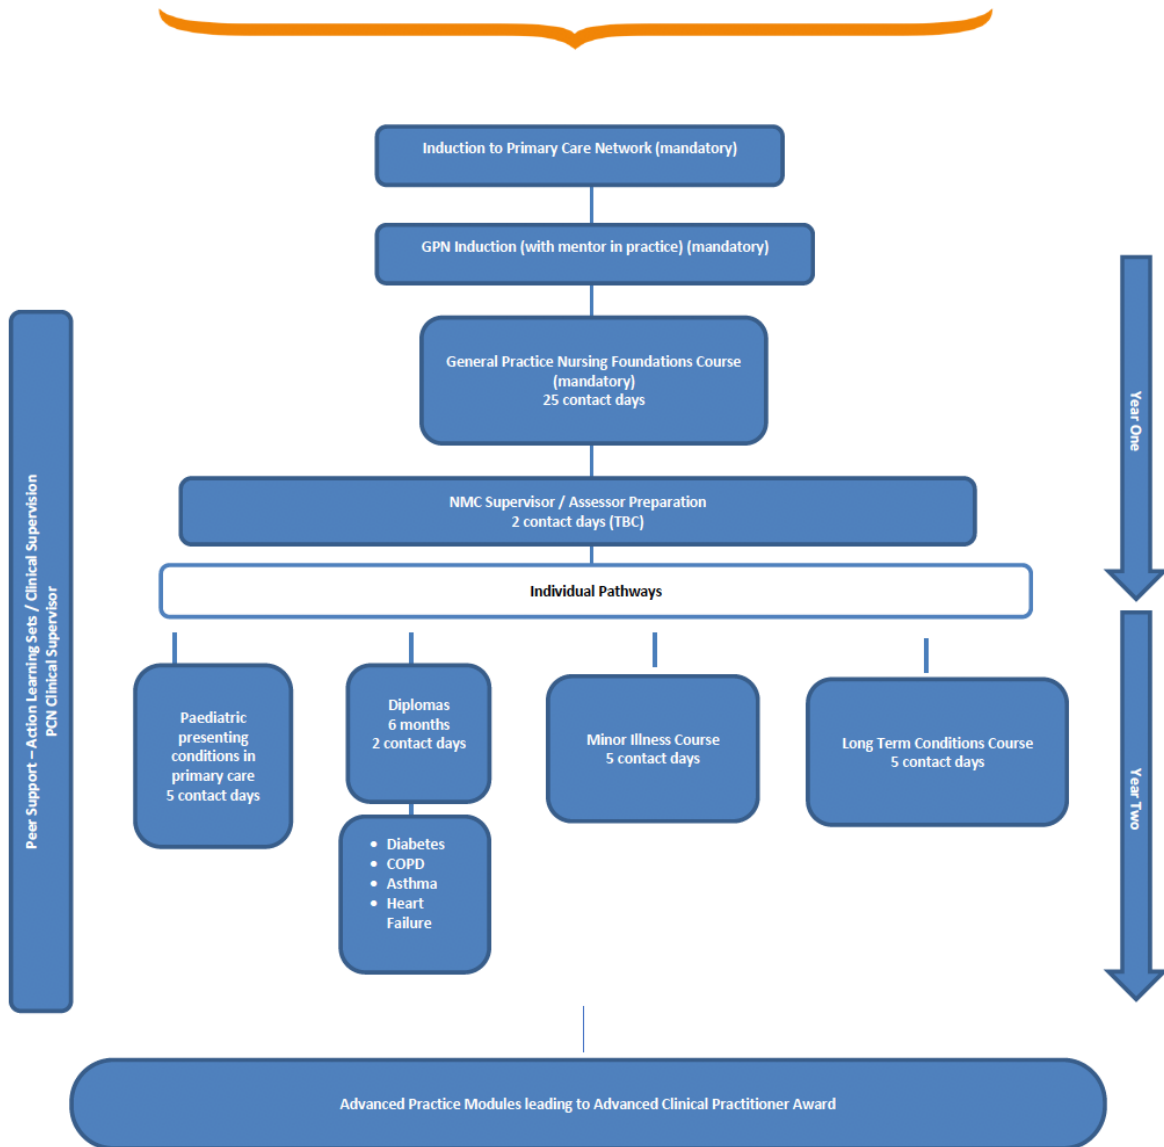 Induction to Primary Care Network (mandatory)
GPN Induction (with mentor in practice) (mandatory)
General Practice Nursing Foundations Course
(mandatory)
25 contact days
NMC Supervisor / Assessor Preparation
2 contact days (TBC)
Individual Pathways
Paediatric
presenting
conditions in
primary care
5 contact days
Diplomas
6 months
2 contact days
• Diabetes
• COPD
• Asthma
• Heart
Failure
Minor Illness Course
5 contact days
Long Term Conditions Course
5 contact days
Peer Support – Action Learning Sets / Clinical Supervision
PCN Clinical Supervisor
Year One
Year Two
Advanced Practice Modules leading to Advanced Clinical Practitioner Award